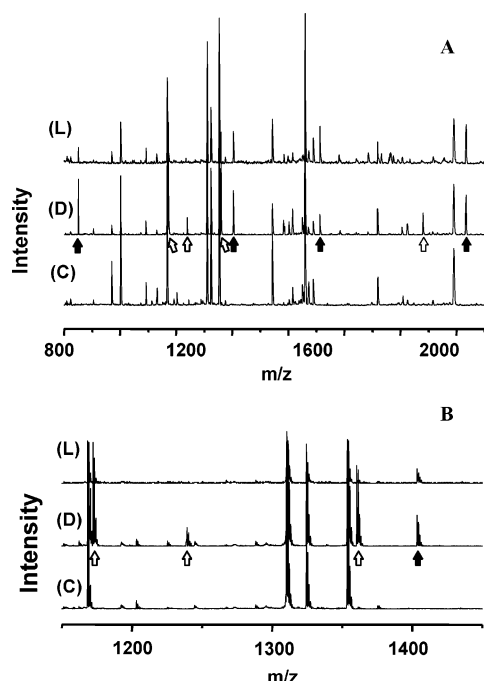 A
Intensity
(L)
(D)
(C)
800 1200 1600 2000
m/z
B
Intensity
(L)
(D)
(C)
1200 1300 1400
m/z